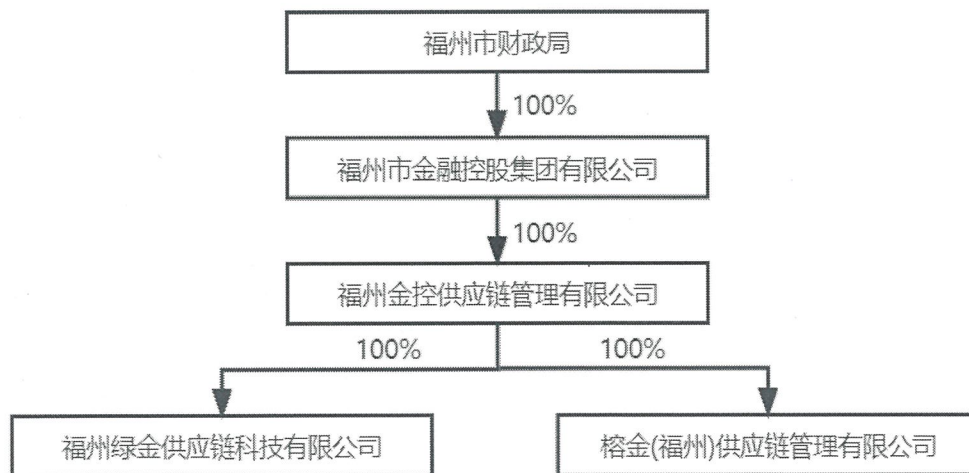 福州市财政局
100%
福州市金融控股集团有限公司
100%
福州金控供应链管理有限公司
100%
100%
福州绿金供应链科技有限公司
榕金(福州)供应链管理有限公司